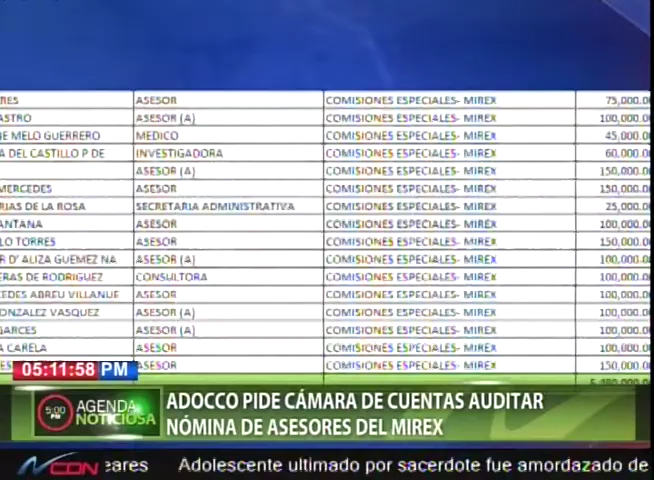 RES ASESOR COMISIONES ESPECIALES- MIREX 75,000.0
ASTRO ASESOR (A) COMISIONES ESPECIALES- MIREX 100,000.0
E MELO GUERRERO MEDICO COMISIONES ESPECIALES- MIREX 45,000.0
A DEL CASTILLO P DE INVESTIGADORA COMISIONES ESPECIALES- MIREX 60,000.0
ASESOR (A) COMISIONES ESPECIALES- MIREX 150,000.0
MERCEDES ASESOR COMISIONES ESPECIALES- MIREX 150,000.0
RIAS DE LA ROSA SECRETARIA ADMINISTRATIVA COMISIONES ESPECIALES- MIREX 25,000.0
ANTANA ASESOR COMISIONES ESPECIALES- MIREX 100,000.0
LO TORRES ASESOR COMISIONES ESPECIALES- MIREX 150,000.0
R D' ALIZA GUEMEZ NA ASESOR (A) COMISIONES ESPECIALES- MIREX 100,000.0
ERAS DE RODRIGUEZ CONSULTORA COMISIONES ESPECIALES- MIREX 100,000.0
EDES ABREU VILLANUE ASESOR COMISIONES ESPECIALES- MIREX 100,000.0
GONZALEZ VASQUEZ ASESOR (A) COMISIONES ESPECIALES- MIREX 100,000.0
GARCES ASESOR (A) COMISIONES ESPECIALES- MIREX 100,000.0
A CARELA ASESOR COMISIONES ESPECIALES- MIREX 100,000.0
ASESOR COMISIONES ESPECIALES- MIREX 150,000.0
05:11:58 PM
5:00 PM AGENDA NOTICIOSA
ADOCCO PIDE CÁMARA DE CUENTAS AUDITAR
NÓMINA DE ASESORES DEL MIREX
NCDN eares Adolescente ultimado por sacerdote fue amordazado de